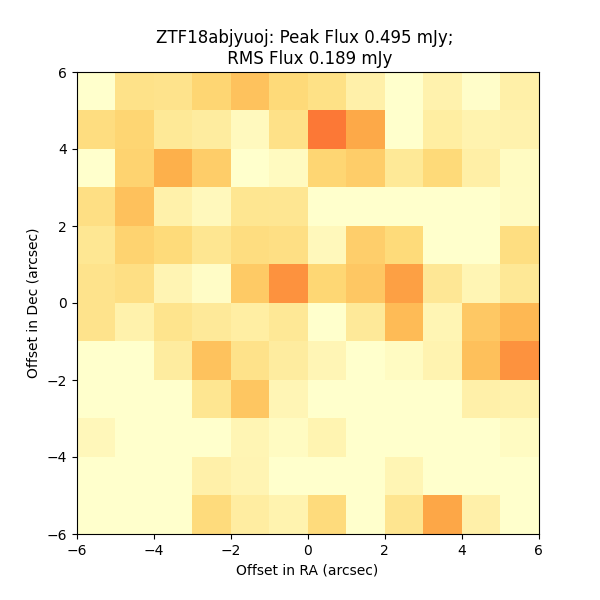 ZTF18abjyuoj: Peak Flux 0.495 mJy;
RMS Flux 0.189 mJy
6
4
2
0
−2
−4
−6
Offset in Dec (arcsec)
−6 −4 −2 0 2 4 6
Offset in RA (arcsec)